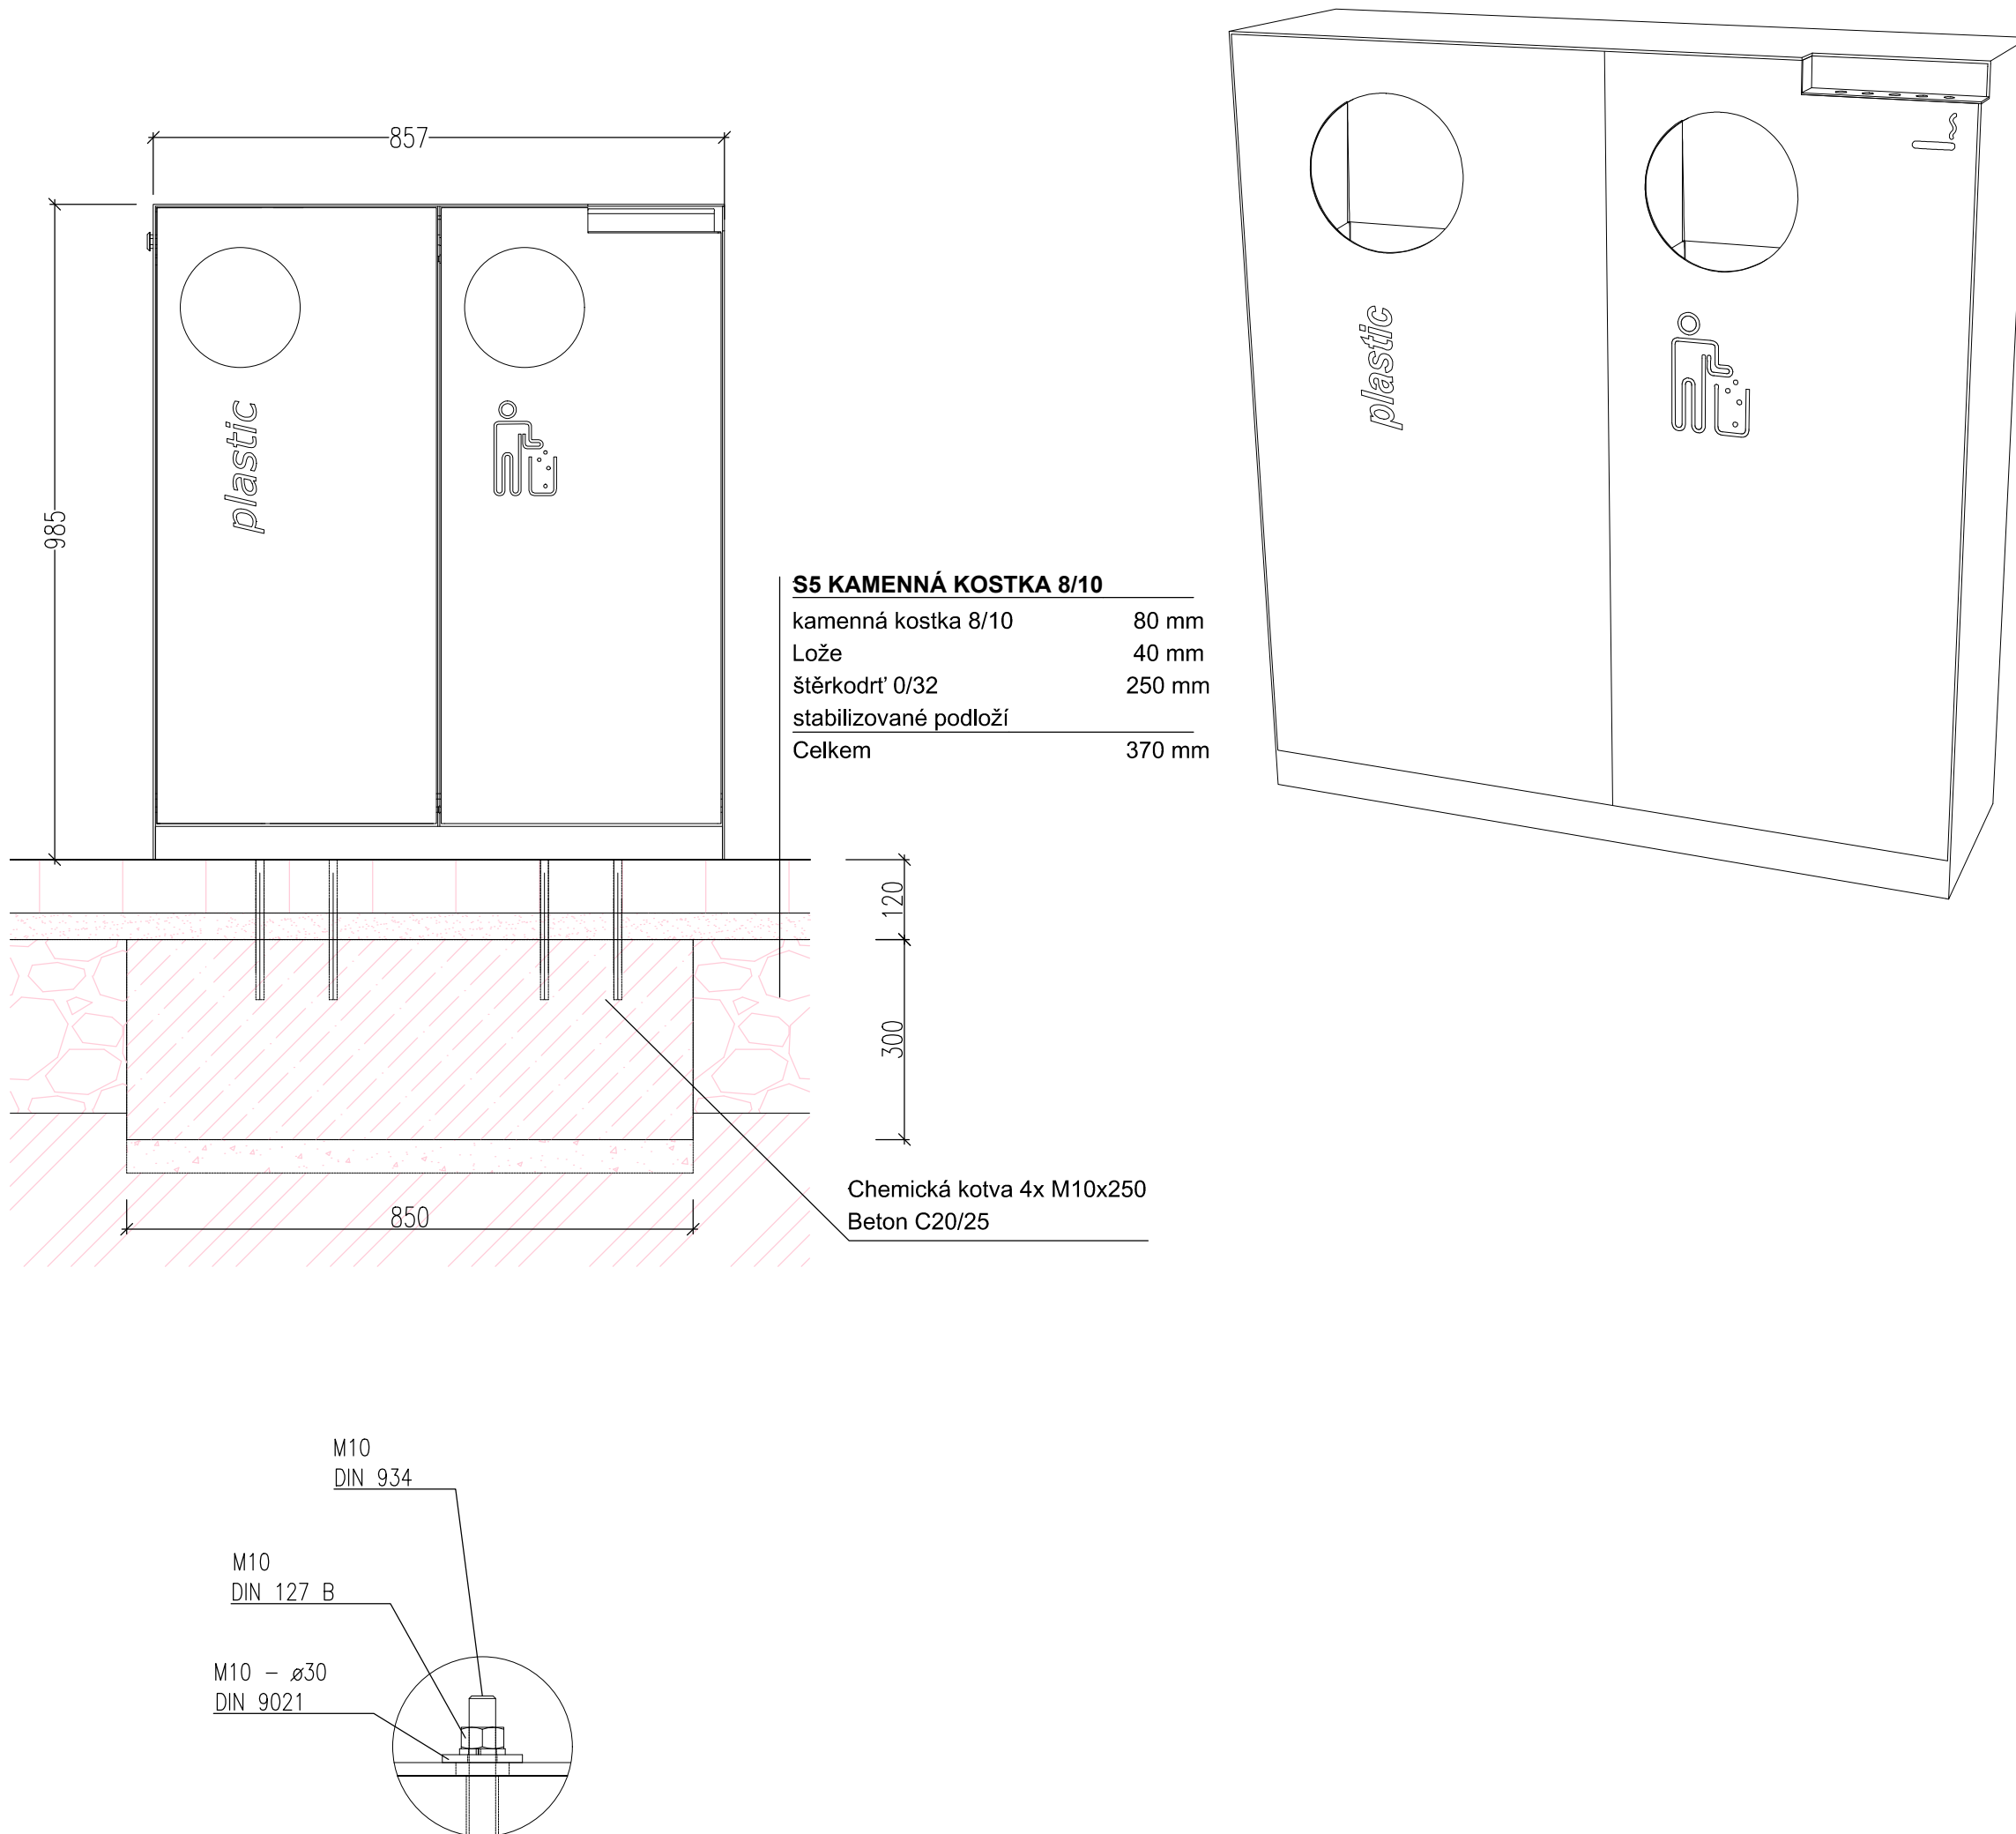 857
985
plastic
plastic
S5 KAMENNÁ KOSTKA 8/10
kamenná kostka 8/10 80 mm
Lože 40 mm
štěrkodrť 0/32 250 mm
stabilizované podloží
Celkem 370 mm
120
300
850
Chemická kotva 4x M10x250
Beton C20/25
M10
DIN 934
M10
DIN 127 B
M10 - ø30
DIN 9021